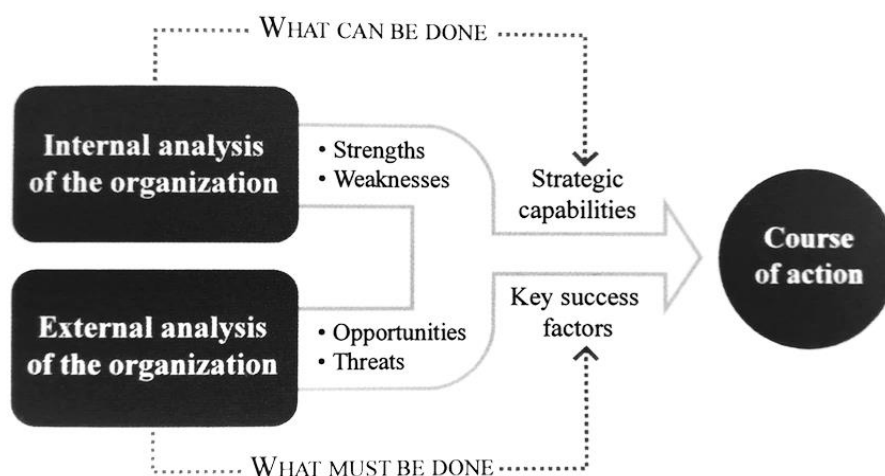 WHAT CAN BE DONE
Internal analysis
of the organization
• Strengths
• Weaknesses
Strategic
capabilities
Course
of action
External analysis
of the organization
• Opportunities
• Threats
Key success
factors
WHAT MUST BE DONE